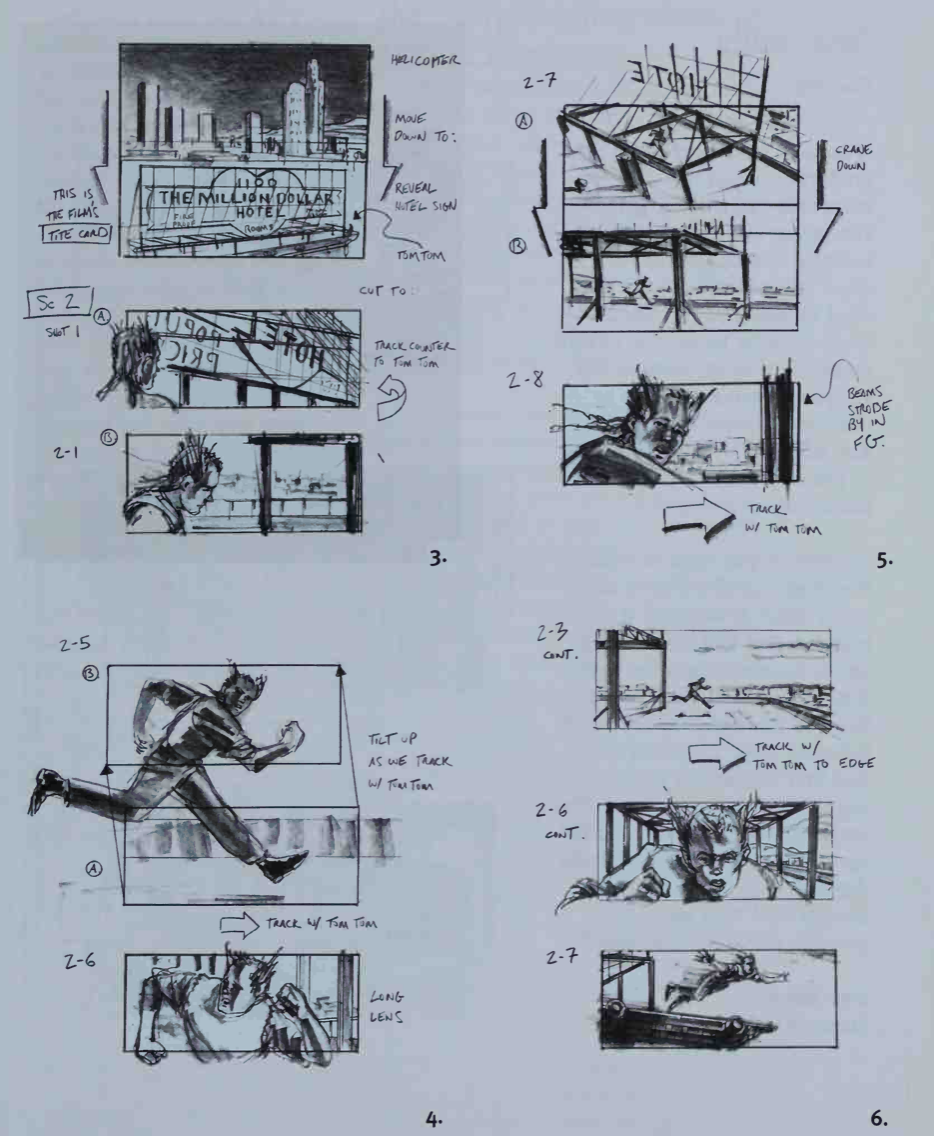 HELICOPTER
MOVE
DOWN TO:
REVEAL
HOTEL SIGN
TOM TOM
THIS IS
THE FILM'S
TITE CARD
1100
THE MILLION DOLLAR
HOTEL
FIRE
PROOF
ROOMS
CUT TO:
Sc 2
SHOT 1
A
HOTEL
POPUL
PRIC
TRACK COUNTER
TO TOM TOM
2-1
B
3.
2-5
B
TILT UP
AS WE TRACK
W/ TOM TOM
A
TRACK W/ TOM TOM
2-6
LONG
LENS
4.
2-7
HOTE
A
CRANE
DOWN
B
2-8
BEAMS
STROBE
BY IN
FG.
TRACK
W/ TOM TOM
5.
2-3
CONT.
TRACK W/
TOM TOM TO EDGE
2-6
CONT.
2-7
6.